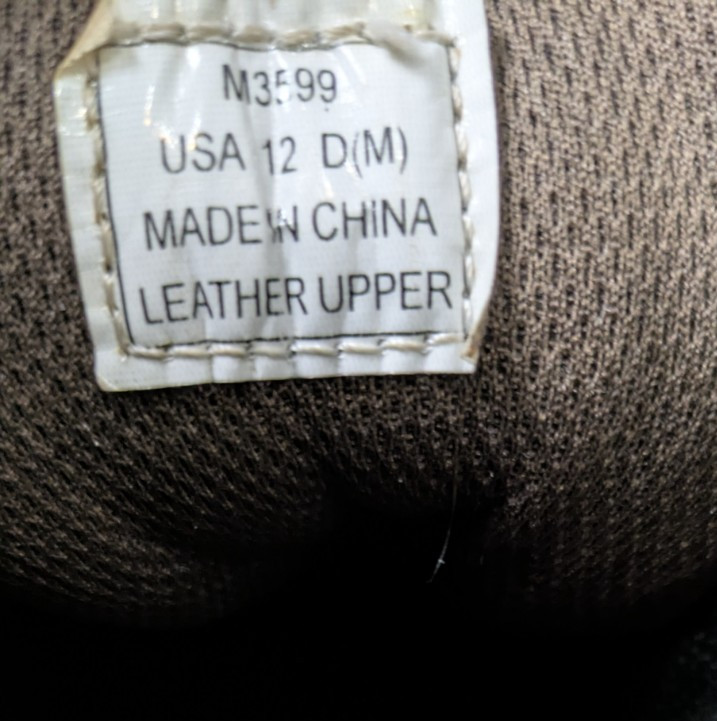 M3599
USA 12 D(M)
MADE IN CHINA
LEATHER UPPER